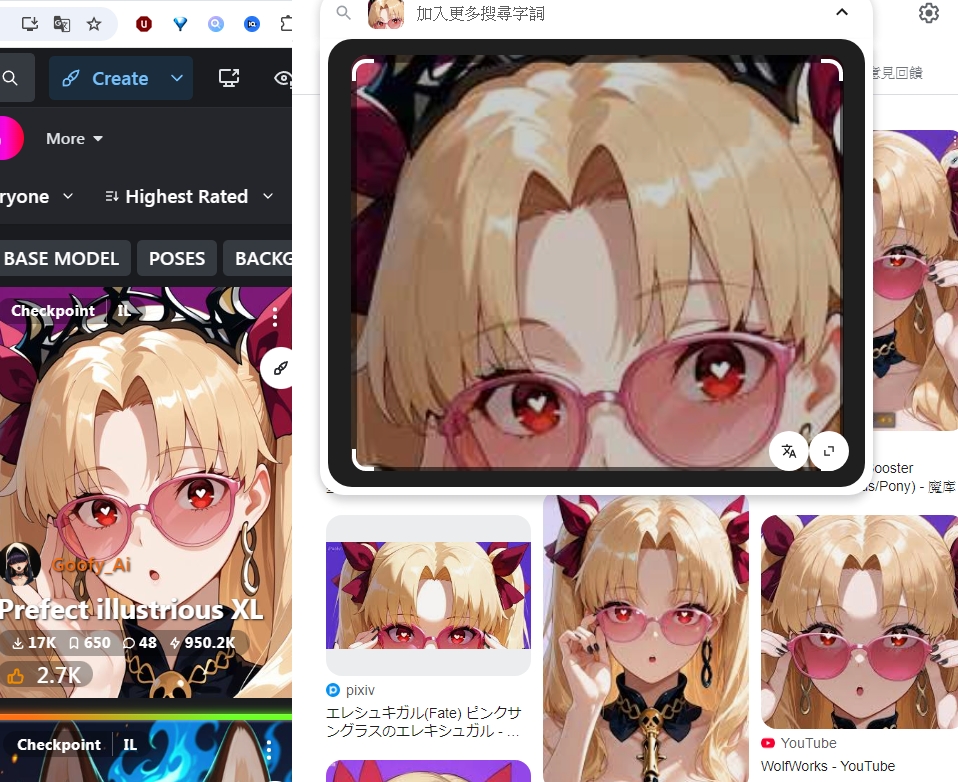 Create
More
ryone
Highest Rated
BASE MODEL
POSES
BACKG
Checkpoint
IL
Goofy_Ai
Prefect illustrious XL
17K
650
48
950.2K
2.7K
Checkpoint
IL
加入更多搜尋字詞
意見回饋
ooster
us/Pony) - 魔庫
pixiv
エレシュキガル(Fate) ピンクサ
ングラスのエレキシュガル - ...
YouTube
WolfWorks - YouTube